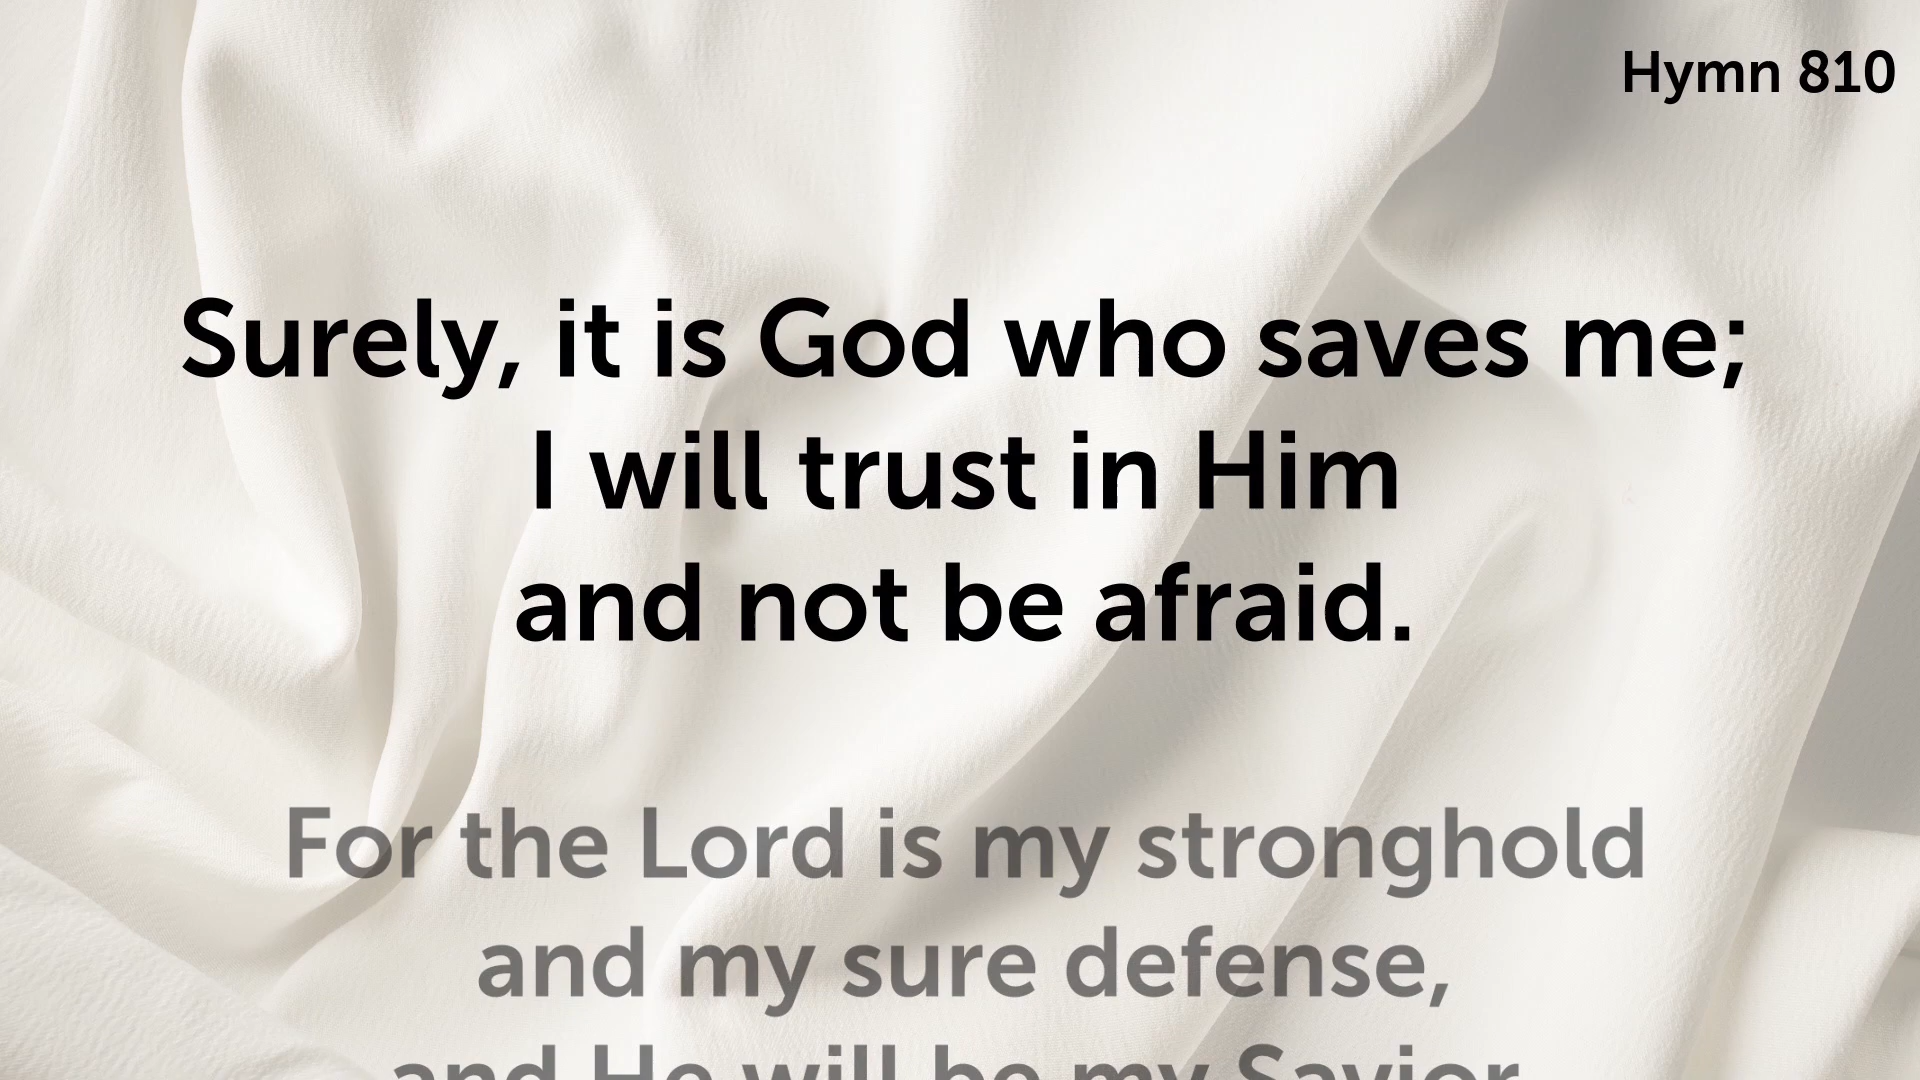 Hymn 810
Surely, it is God who saves me;
I will trust in Him
and not be afraid.
For the Lord is my stronghold
and my sure defense,
and He will be my Savior